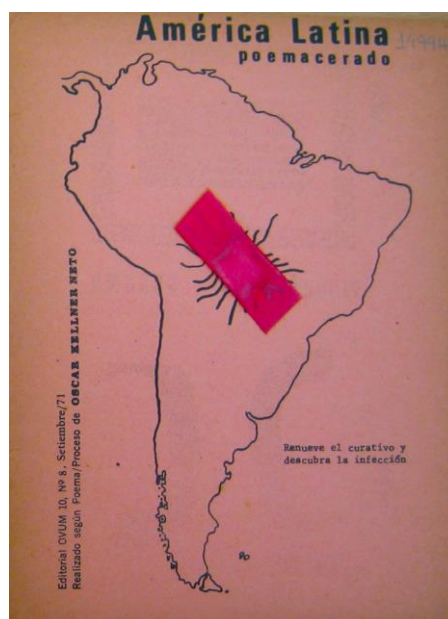 América Latina
poemacerado
Renueve el curativo y
descubra la infección
Editorial OVUM 10, Nº 8, Setiembre/71
Realizado según Poema/Proceso de OSCAR KELLNER NETO